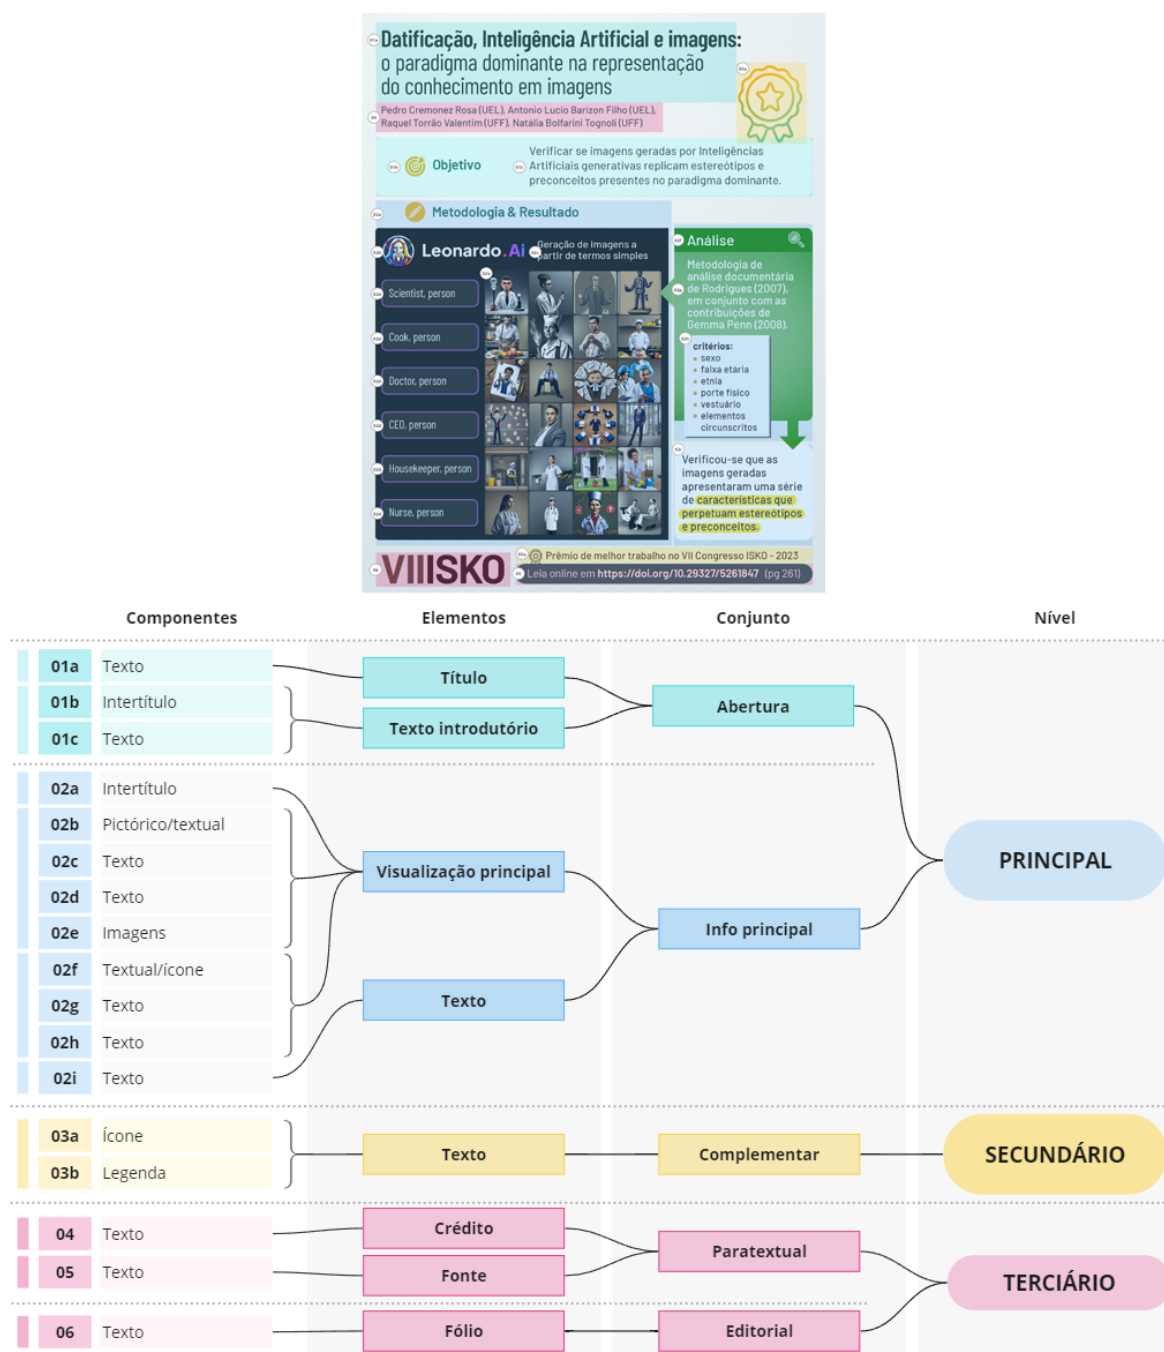 01a
Datificação, Inteligência Artificial e imagens:
o paradigma dominante na representação
do conhecimento em imagens
Pedro Cremonez Rosa (UEL), Antonio Lucio Barizon Filho (UEL),
Raquel Torrão Valentim (UFF), Natália Bolfarini Tognoli (UFF)
Objetivo
Verificar se imagens geradas por Inteligências
Artificiais generativas replicam estereótipos e
preconceitos presentes no paradigma dominante.
Metodologia & Resultado
Leonardo.Ai
Geração de imagens a
partir de termos simples
Scientist, person
Cook, person
Doctor, person
CEO, person
Housekeeper, person
Nurse, person
Análise
Metodologia de
análise documentária
de Rodrigues (2007),
em conjunto com as
contribuições de
Gemma Penn (2008).
critérios:
sexo
faixa etária
etnia
porte físico
vestuário
elementos
circunscritos
Verificou-se que as
imagens geradas
apresentaram uma série
de características que
perpetuam estereótipos
e preconceitos.
VIIISKO
Prêmio de melhor trabalho no VII Congresso ISKO - 2023
Leia online em https://doi.org/10.29327/5261847 (pg 261)
Componentes Elementos Conjunto Nível
01a Texto
01b Intertítulo
01c Texto
Título
Texto introdutório
Abertura
02a Intertítulo
02b Pictórico/textual
02c Texto
02d Texto
02e Imagens
02f Textual/ícone
02g Texto
02h Texto
02i Texto
Visualização principal
Texto
Info principal
PRINCIPAL
03a Ícone
03b Legenda
Texto
Complementar
SECUNDÁRIO
04 Texto
05 Texto
Crédito
Fonte
Paratextual
06 Texto
Fólio
Editorial
TERCIÁRIO